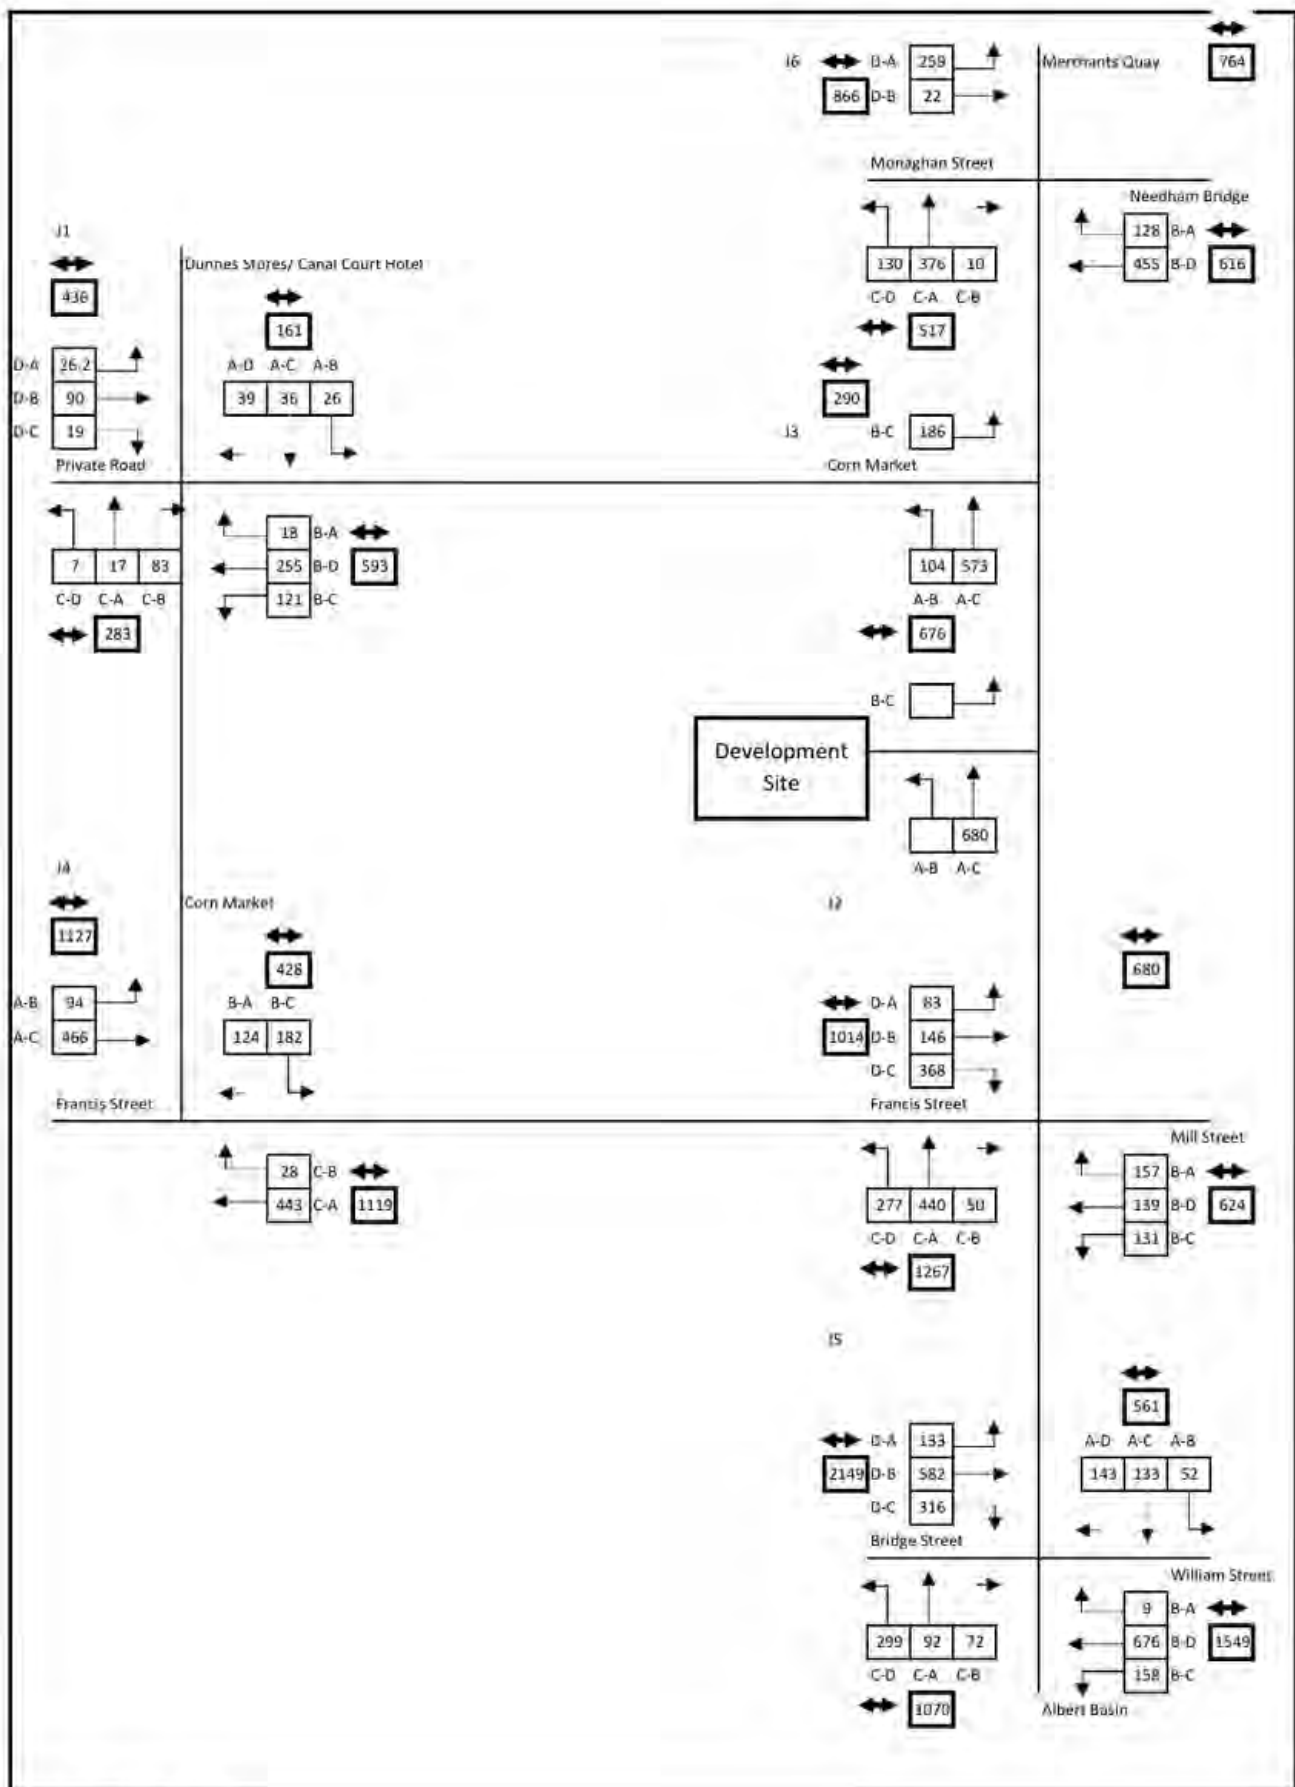 764
J6 B-A 259 Merchants Quay
866 D-B 22
Monaghan Street
Needham Bridge
128 B-A
455 B-D 616
130 376 10
C-D C-A C-B
517
J1
Dunnes Stores/ Canal Court Hotel
436
161
D-A 26.2
D-B 90
D-C 19
A-D A-C A-B
39 36 26
Private Road
290
J3 B-C 186
Corn Market
7 17 83
C-D C-A C-B
283
18 B-A
255 B-D 593
121 B-C
104 573
A-B A-C
676
B-C
Development
Site
680
A-B A-C
J4
1127
Corn Market
428
A-B 94
A-C 466
B-A B-C
124 182
Francis Street
J2
680
D-A 83
1014 D-B 146
D-C 368
Francis Street
Mill Street
28 C-B
443 C-A 1119
277 440 50
C-D C-A C-B
1267
157 B-A
139 B-D 624
131 B-C
J5
561
D-A 133
2149 D-B 582
D-C 316
Bridge Street
A-D A-C A-B
143 133 52
William Street
299 92 72
C-D C-A C-B
1070
9 B-A
676 B-D 1549
158 B-C
Albert Basin